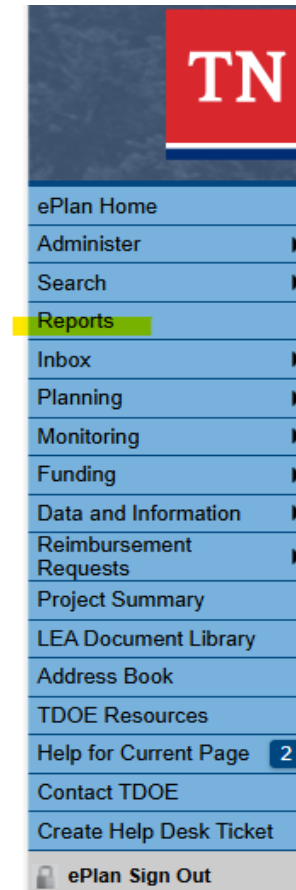 TN
ePlan Home
Administer
Search
Reports
Inbox
Planning
Monitoring
Funding
Data and Information
Reimbursement
Requests
Project Summary
LEA Document Library
Address Book
TDOE Resources
Help for Current Page 2
Contact TDOE
Create Help Desk Ticket
ePlan Sign Out